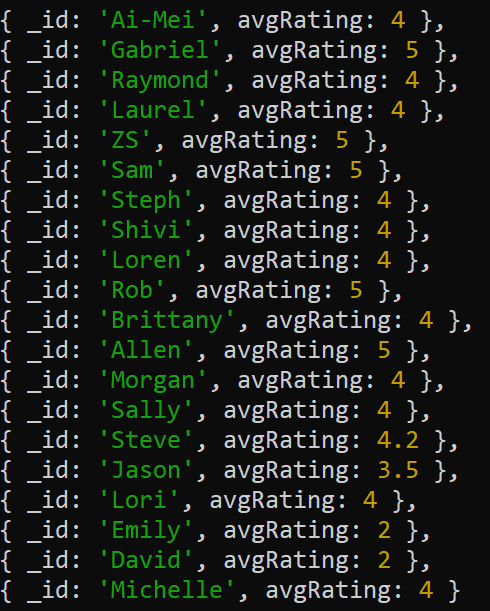 { _id: 'Ai-Mei', avgRating: 4 },
{ _id: 'Gabriel', avgRating: 5 },
{ _id: 'Raymond', avgRating: 4 },
{ _id: 'Laurel', avgRating: 4 },
{ _id: 'ZS', avgRating: 5 },
{ _id: 'Sam', avgRating: 5 },
{ _id: 'Steph', avgRating: 4 },
{ _id: 'Shivi', avgRating: 4 },
{ _id: 'Loren', avgRating: 4 },
{ _id: 'Rob', avgRating: 5 },
{ _id: 'Brittany', avgRating: 4 },
{ _id: 'Allen', avgRating: 5 },
{ _id: 'Morgan', avgRating: 4 },
{ _id: 'Sally', avgRating: 4 },
{ _id: 'Steve', avgRating: 4.2 },
{ _id: 'Jason', avgRating: 3.5 },
{ _id: 'Lori', avgRating: 4 },
{ _id: 'Emily', avgRating: 2 },
{ _id: 'David', avgRating: 2 },
{ _id: 'Michelle', avgRating: 4 }